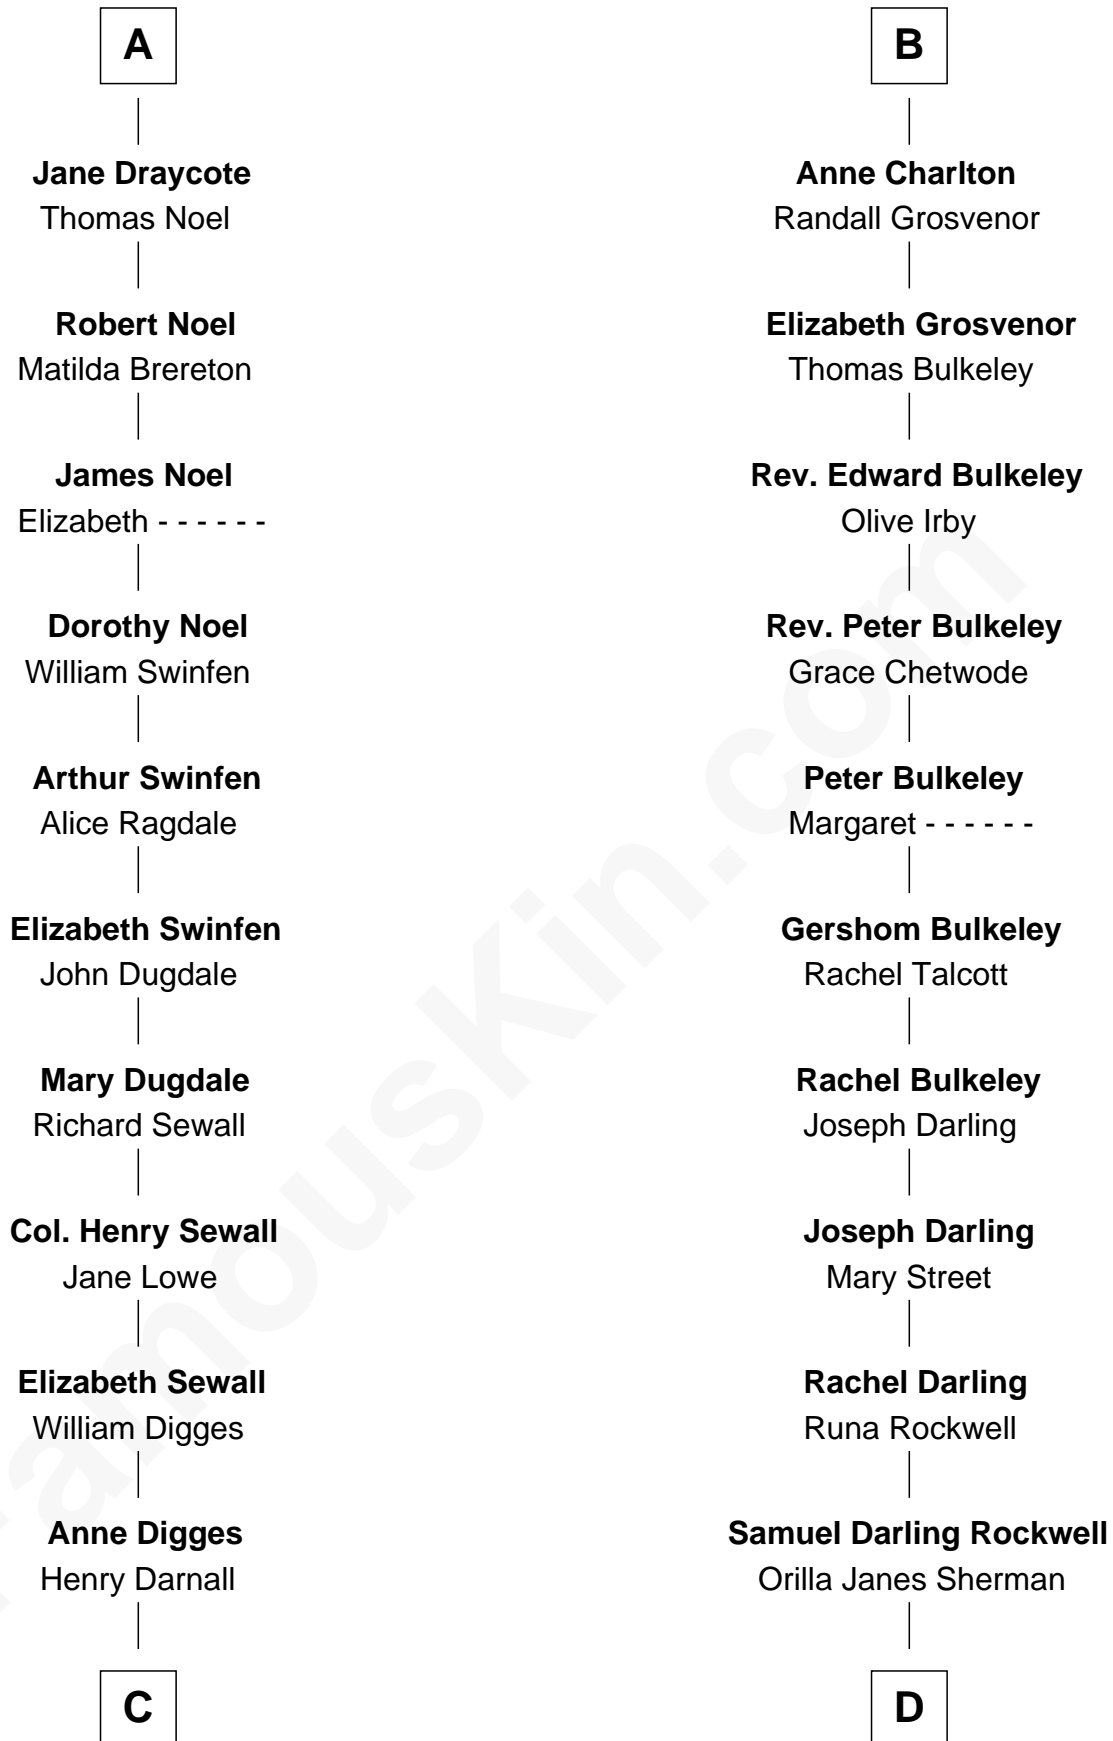 A
Jane Draycote
Thomas Noel
Robert Noel
Matilda Brereton
James Noel
Elizabeth - - - - - -
Dorothy Noel
William Swinfen
Arthur Swinfen
Alice Ragdale
Elizabeth Swinfen
John Dugdale
Mary Dugdale
Richard Sewall
Col. Henry Sewall
Jane Lowe
Elizabeth Sewall
William Digges
Anne Digges
Henry Darnall
C
B
Anne Charlton
Randall Grosvenor
Elizabeth Grosvenor
Thomas Bulkeley
Rev. Edward Bulkeley
Olive Irby
Rev. Peter Bulkeley
Grace Chetwode
Peter Bulkeley
Margaret - - - - - -
Gershom Bulkeley
Rachel Talcott
Rachel Bulkeley
Joseph Darling
Joseph Darling
Mary Street
Rachel Darling
Runa Rockwell
Samuel Darling Rockwell
Orilla Janes Sherman
D
FamousKin.com